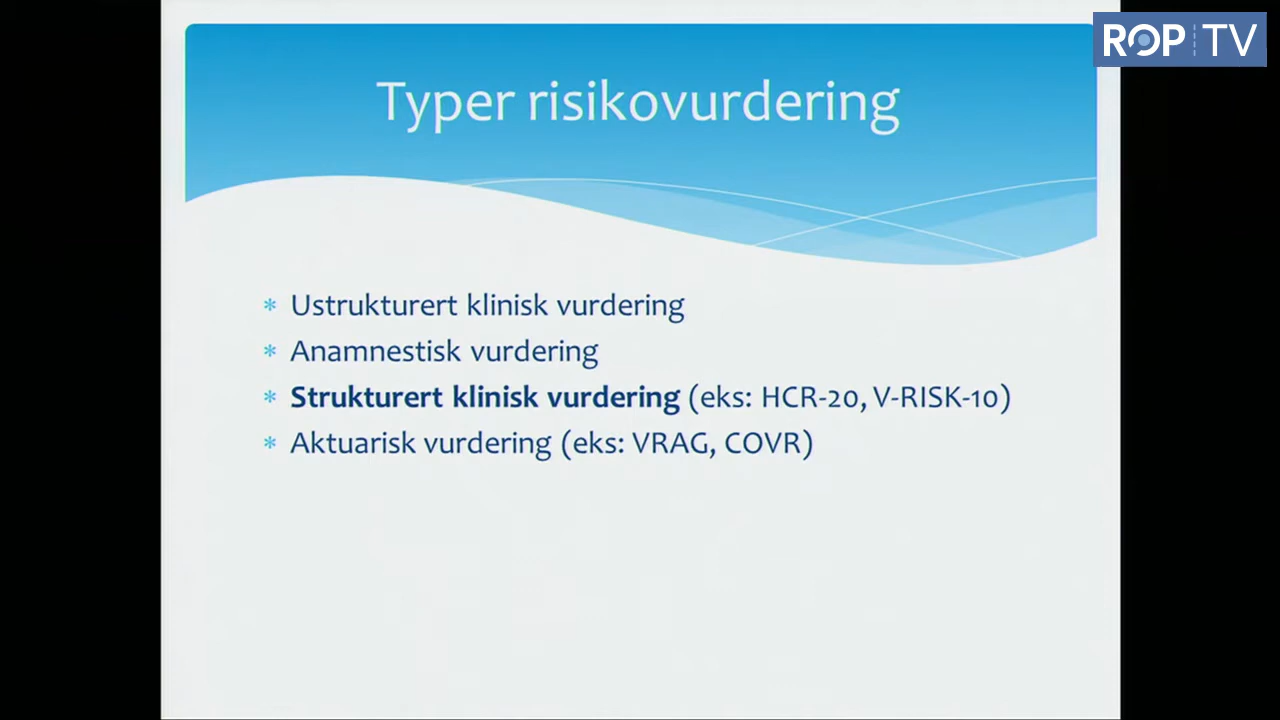 ROP TV
Typer risikovurdering
* Ustrukturert klinisk vurdering
* Anamnestisk vurdering
* Strukturert klinisk vurdering (eks: HCR-20, V-RISK-10)
* Aktuarisk vurdering (eks: VRAG, COVR)